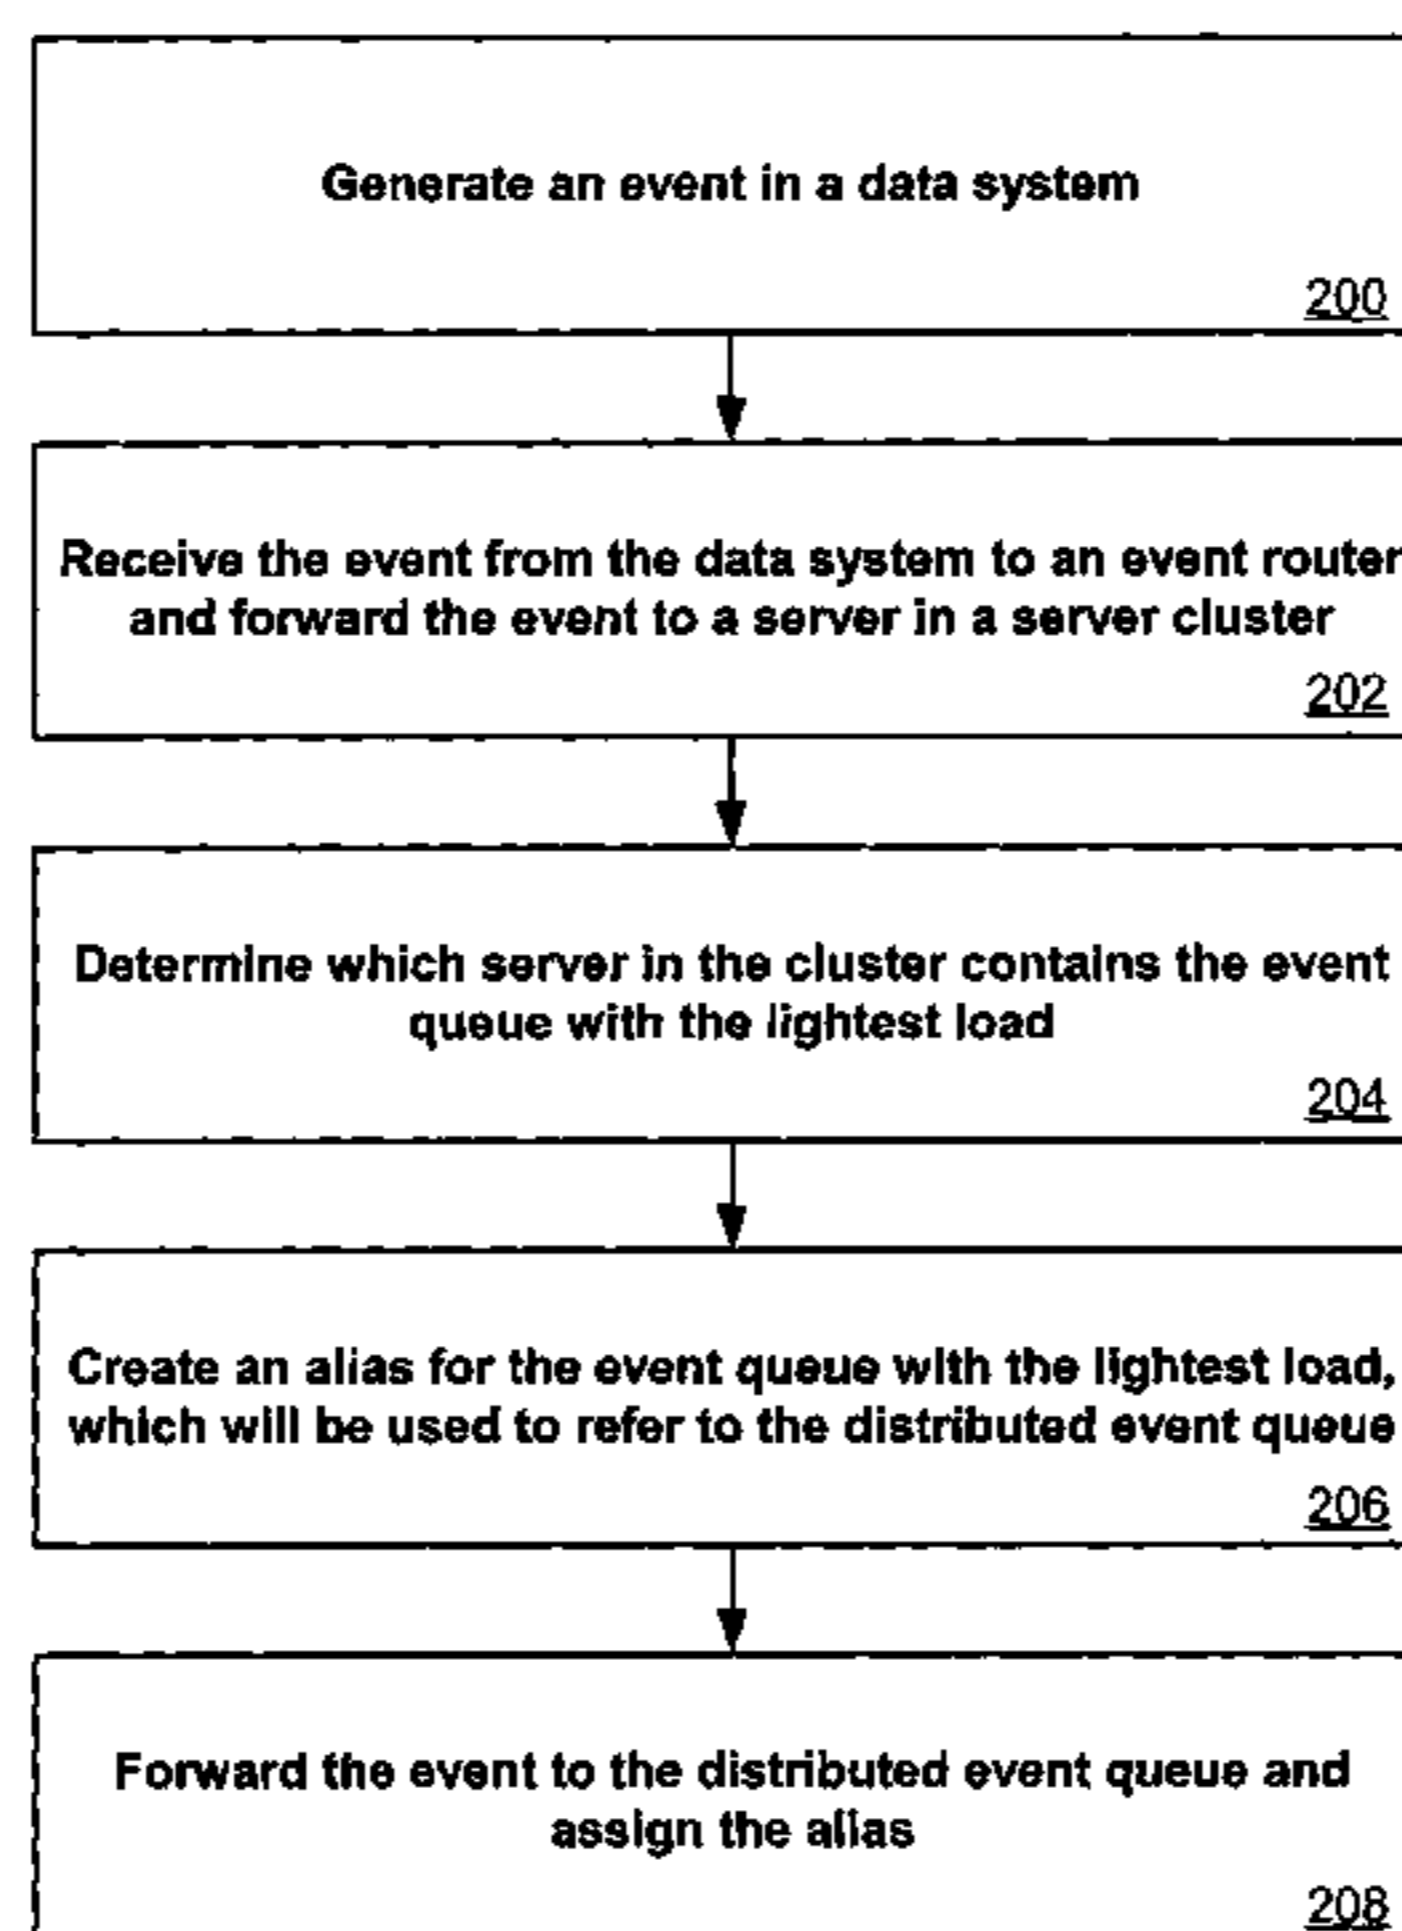 Generate an event in a data system
200
Receive the event from the data system to an event router
and forward the event to a server in a server cluster
202
Determine which server in the cluster contains the event
queue with the lightest load
204
Create an alias for the event queue with the lightest load,
which will be used to refer to the distributed event queue
206
Forward the event to the distributed event queue and
assign the alias
208